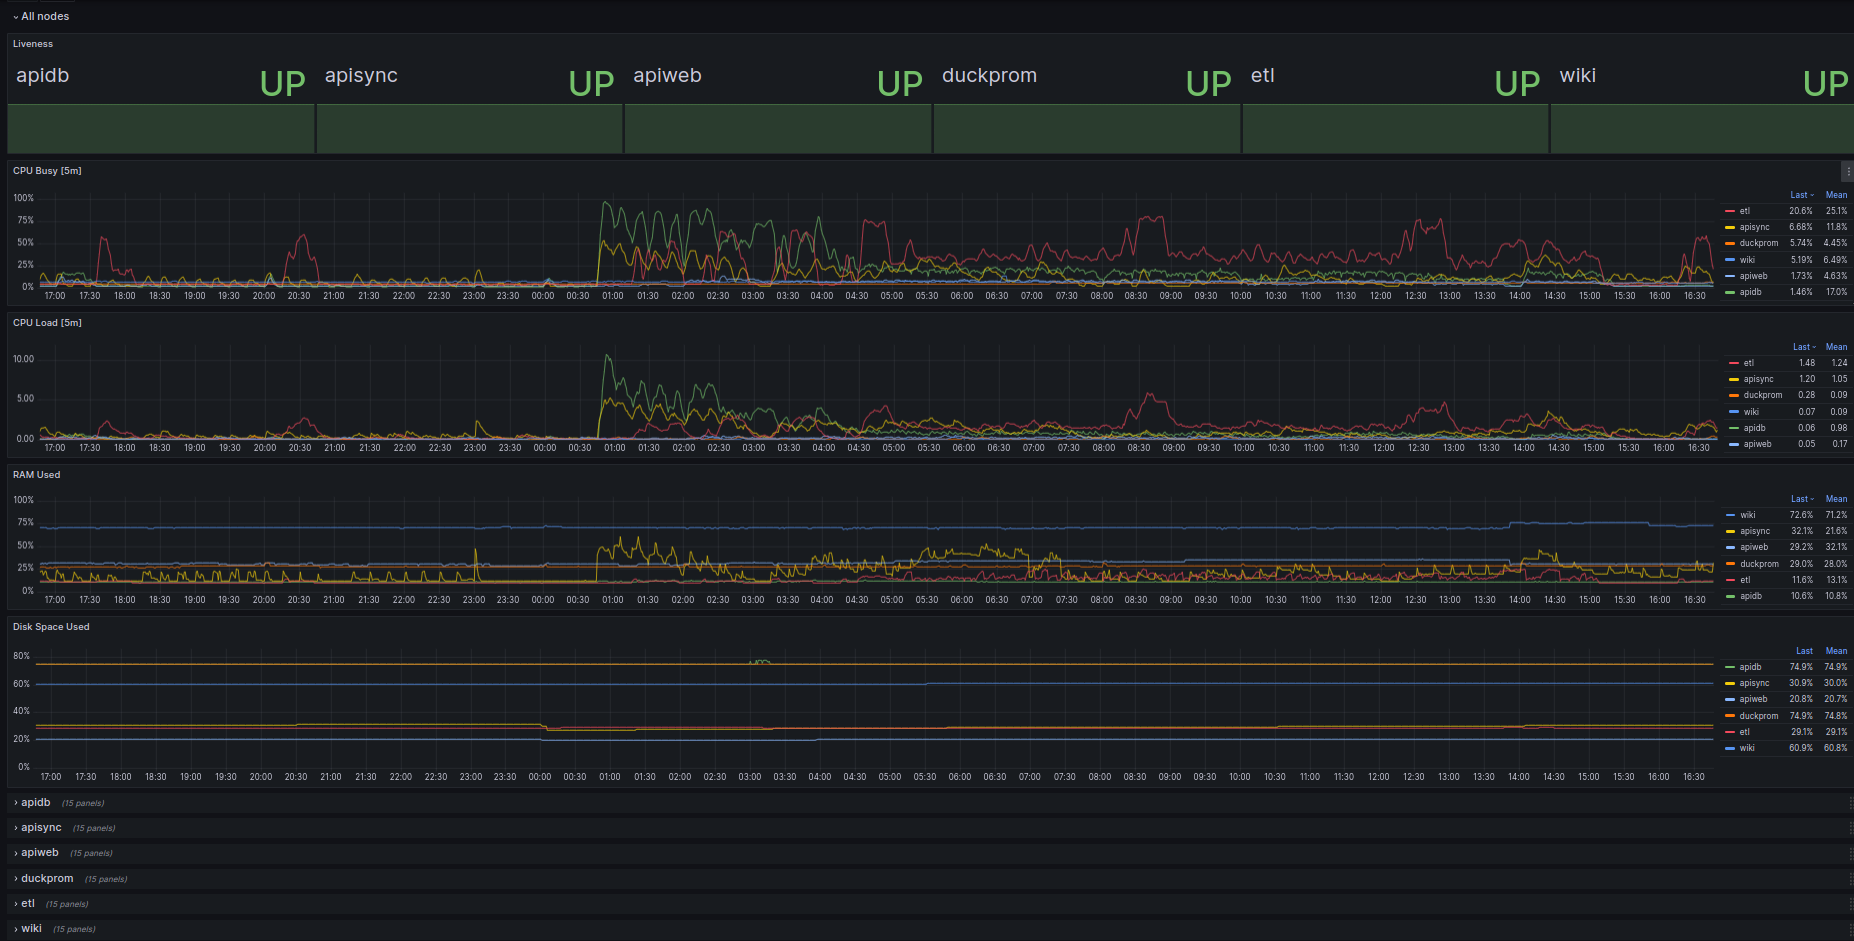 All nodes
Liveness
apidb UP apisync UP apiweb UP duckprom UP etl UP wiki UP
CPU Busy [5m]
100%
75%
50%
25%
0%
17:00 17:30 18:00 18:30 19:00 19:30 20:00 20:30 21:00 21:30 22:00 22:30 23:00 23:30 00:00 00:30 01:00 01:30 02:00 02:30 03:00 03:30 04:00 04:30 05:00 05:30 06:00 06:30 07:00 07:30 08:00 08:30 09:00 09:30 10:00 10:30 11:00 11:30 12:00 12:30 13:00 13:30 14:00 14:30 15:00 15:30 16:00 16:30
Last Mean
etl 20.6% 25.1%
apisync 6.68% 11.8%
duckprom 5.74% 4.45%
wiki 5.19% 6.49%
apiweb 1.73% 4.63%
apidb 1.46% 17.0%
CPU Load [5m]
10.00
5.00
0.00
17:00 17:30 18:00 18:30 19:00 19:30 20:00 20:30 21:00 21:30 22:00 22:30 23:00 23:30 00:00 00:30 01:00 01:30 02:00 02:30 03:00 03:30 04:00 04:30 05:00 05:30 06:00 06:30 07:00 07:30 08:00 08:30 09:00 09:30 10:00 10:30 11:00 11:30 12:00 12:30 13:00 13:30 14:00 14:30 15:00 15:30 16:00 16:30
Last Mean
etl 1.48 1.24
apisync 1.20 1.05
duckprom 0.28 0.09
wiki 0.07 0.09
apidb 0.06 0.98
apiweb 0.05 0.17
RAM Used
100%
75%
50%
25%
0%
17:00 17:30 18:00 18:30 19:00 19:30 20:00 20:30 21:00 21:30 22:00 22:30 23:00 23:30 00:00 00:30 01:00 01:30 02:00 02:30 03:00 03:30 04:00 04:30 05:00 05:30 06:00 06:30 07:00 07:30 08:00 08:30 09:00 09:30 10:00 10:30 11:00 11:30 12:00 12:30 13:00 13:30 14:00 14:30 15:00 15:30 16:00 16:30
Last Mean
wiki 72.6% 71.2%
apisync 32.1% 21.6%
apiweb 29.2% 32.1%
duckprom 29.0% 28.0%
etl 11.6% 13.1%
apidb 10.6% 10.8%
Disk Space Used
80%
60%
40%
20%
0%
17:00 17:30 18:00 18:30 19:00 19:30 20:00 20:30 21:00 21:30 22:00 22:30 23:00 23:30 00:00 00:30 01:00 01:30 02:00 02:30 03:00 03:30 04:00 04:30 05:00 05:30 06:00 06:30 07:00 07:30 08:00 08:30 09:00 09:30 10:00 10:30 11:00 11:30 12:00 12:30 13:00 13:30 14:00 14:30 15:00 15:30 16:00 16:30
Last Mean
apidb 74.9% 74.9%
apisync 30.9% 30.0%
apiweb 20.8% 20.7%
duckprom 74.9% 74.8%
etl 29.1% 29.1%
wiki 60.9% 60.8%
apidb (15 panels)
apisync (15 panels)
apiweb (15 panels)
duckprom (15 panels)
etl (15 panels)
wiki (15 panels)